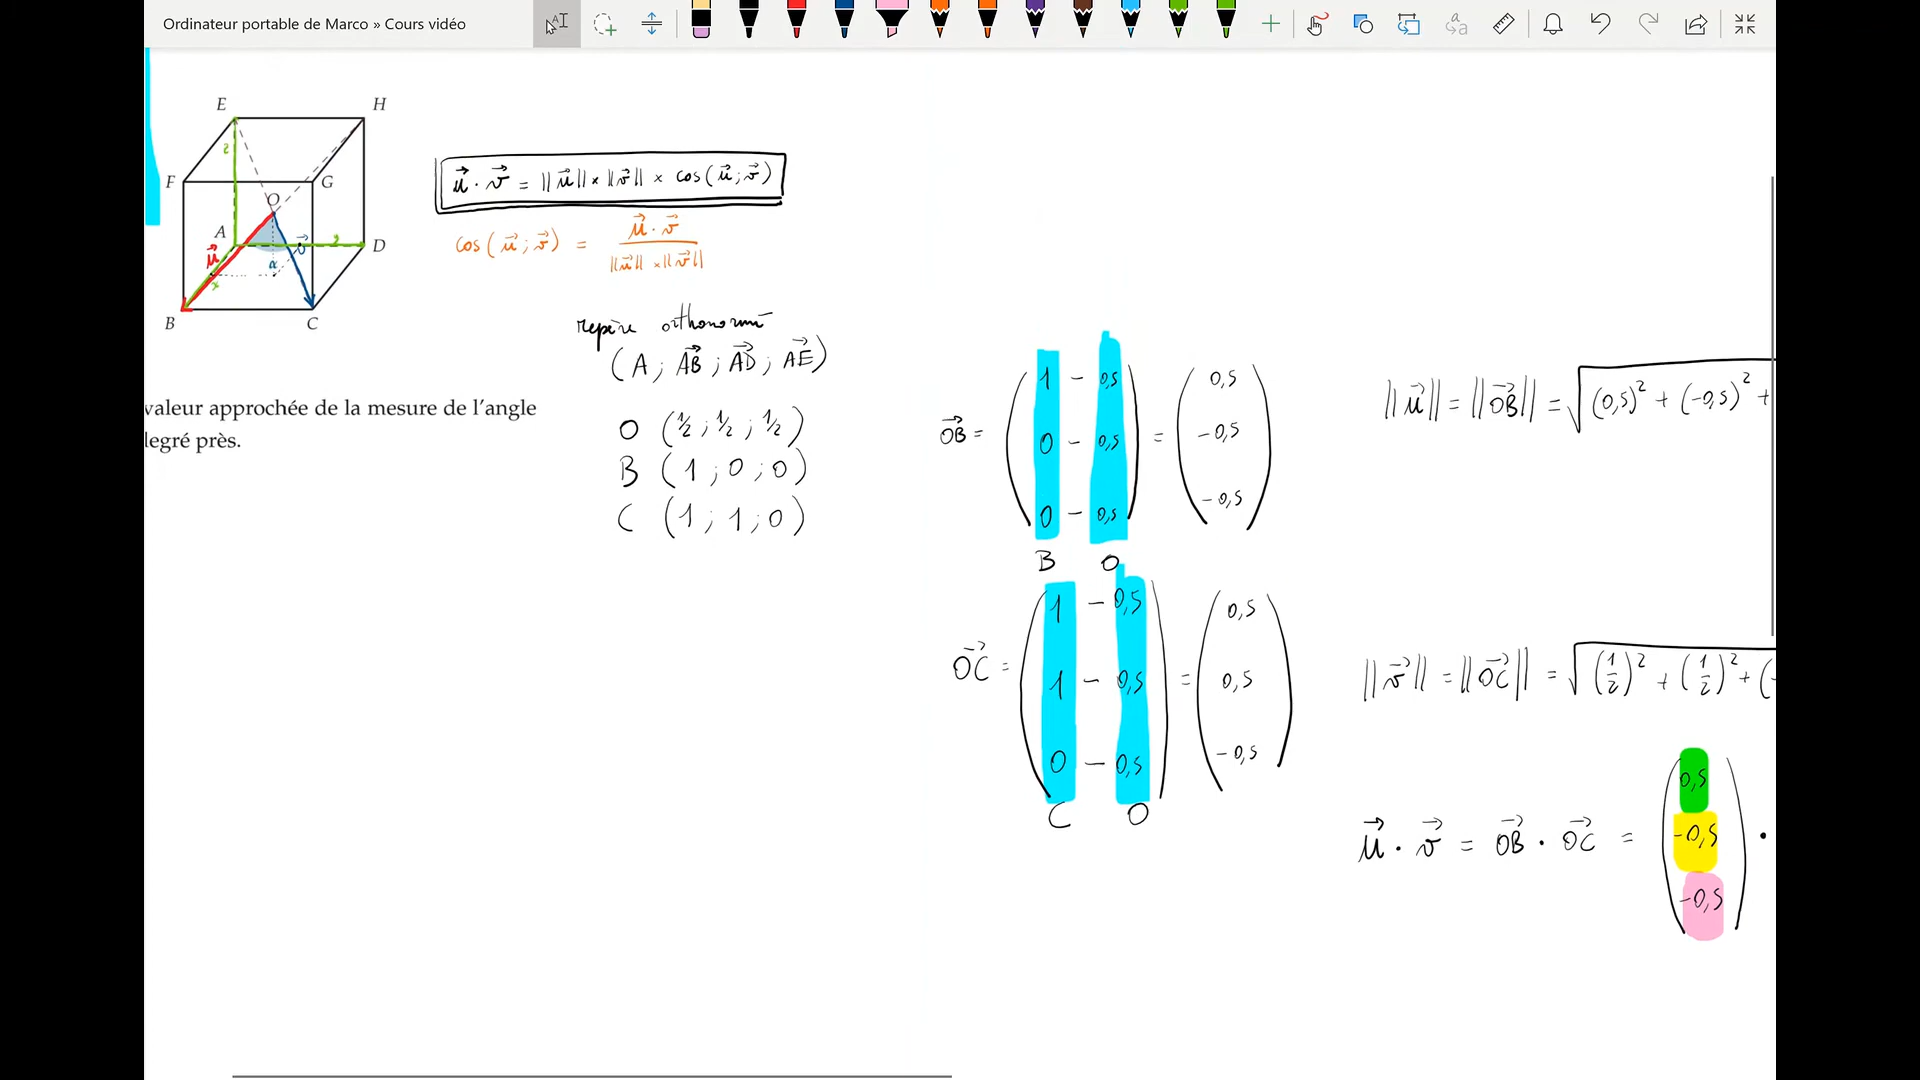 Ordinateur portable de Marco » Cours vidéo
E H
F G
O
A D
B C
2
2
x
α
u⃗
v⃗
u⃗ · v⃗ = ||u⃗|| × ||v⃗|| × cos(u⃗ ; v⃗)
cos(u⃗ ; v⃗) = u⃗ · v⃗ / ||u⃗|| × ||v⃗||
valeur approchée de la mesure de l'angle
legré près.
repère orthonormé
(A ; AB⃗ ; AD⃗ ; AE⃗)
O (1/2 ; 1/2 ; 1/2)
B (1 ; 0 ; 0)
C (1 ; 1 ; 0)
OB⃗ = (1 - 0,5
0 - 0,5
0 - 0,5) = (0,5
-0,5
-0,5)
B O
OC⃗ = (1 - 0,5
1 - 0,5
0 - 0,5) = (0,5
0,5
-0,5)
C O
||u⃗|| = ||OB⃗|| = √(0,5)² + (-0,5)² +
||v⃗|| = ||OC⃗|| = √(1/2)² + (1/2)² + (-
u⃗ · v⃗ = OB⃗ · OC⃗ = (0,5
-0,5
-0,5) ·